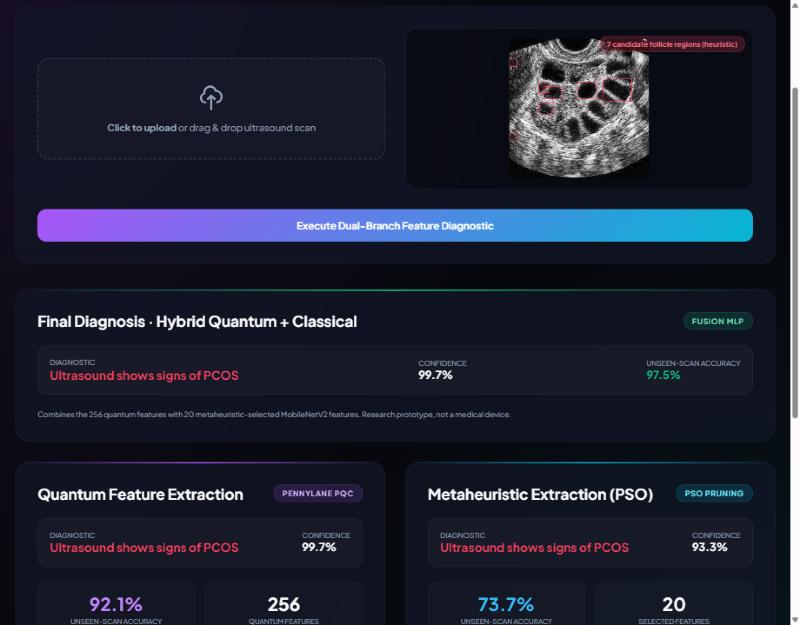 7 candidate follicle regions (heuristic)
Click to upload or drag & drop ultrasound scan
Execute Dual-Branch Feature Diagnostic
Final Diagnosis · Hybrid Quantum + Classical
FUSION MLP
DIAGNOSTIC
Ultrasound shows signs of PCOS
CONFIDENCE
99.7%
UNSEEN-SCAN ACCURACY
97.5%
Combines the 256 quantum features with 20 metaheuristic-selected MobileNetV2 features. Research prototype, not a medical device.
Quantum Feature Extraction
PENNYLANE PQC
DIAGNOSTIC
Ultrasound shows signs of PCOS
CONFIDENCE
99.7%
92.1%
UNSEEN-SCAN ACCURACY
256
QUANTUM FEATURES
Metaheuristic Extraction (PSO)
PSO PRUNING
DIAGNOSTIC
Ultrasound shows signs of PCOS
CONFIDENCE
93.3%
73.7%
UNSEEN-SCAN ACCURACY
20
SELECTED FEATURES